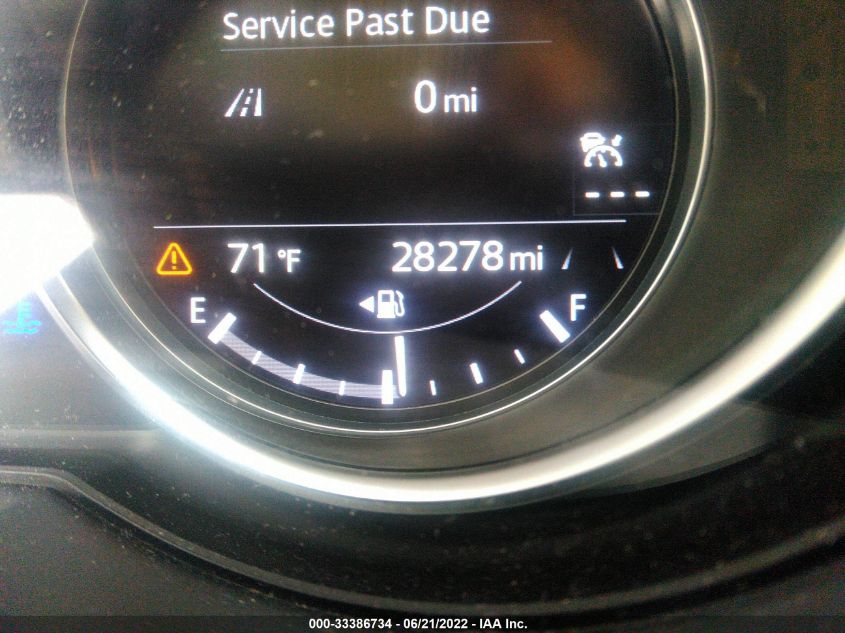 Service Past Due
0 mi
- - -
71 °F 28278 mi
E F
000-33386734 - 06/21/2022 - IAA Inc.